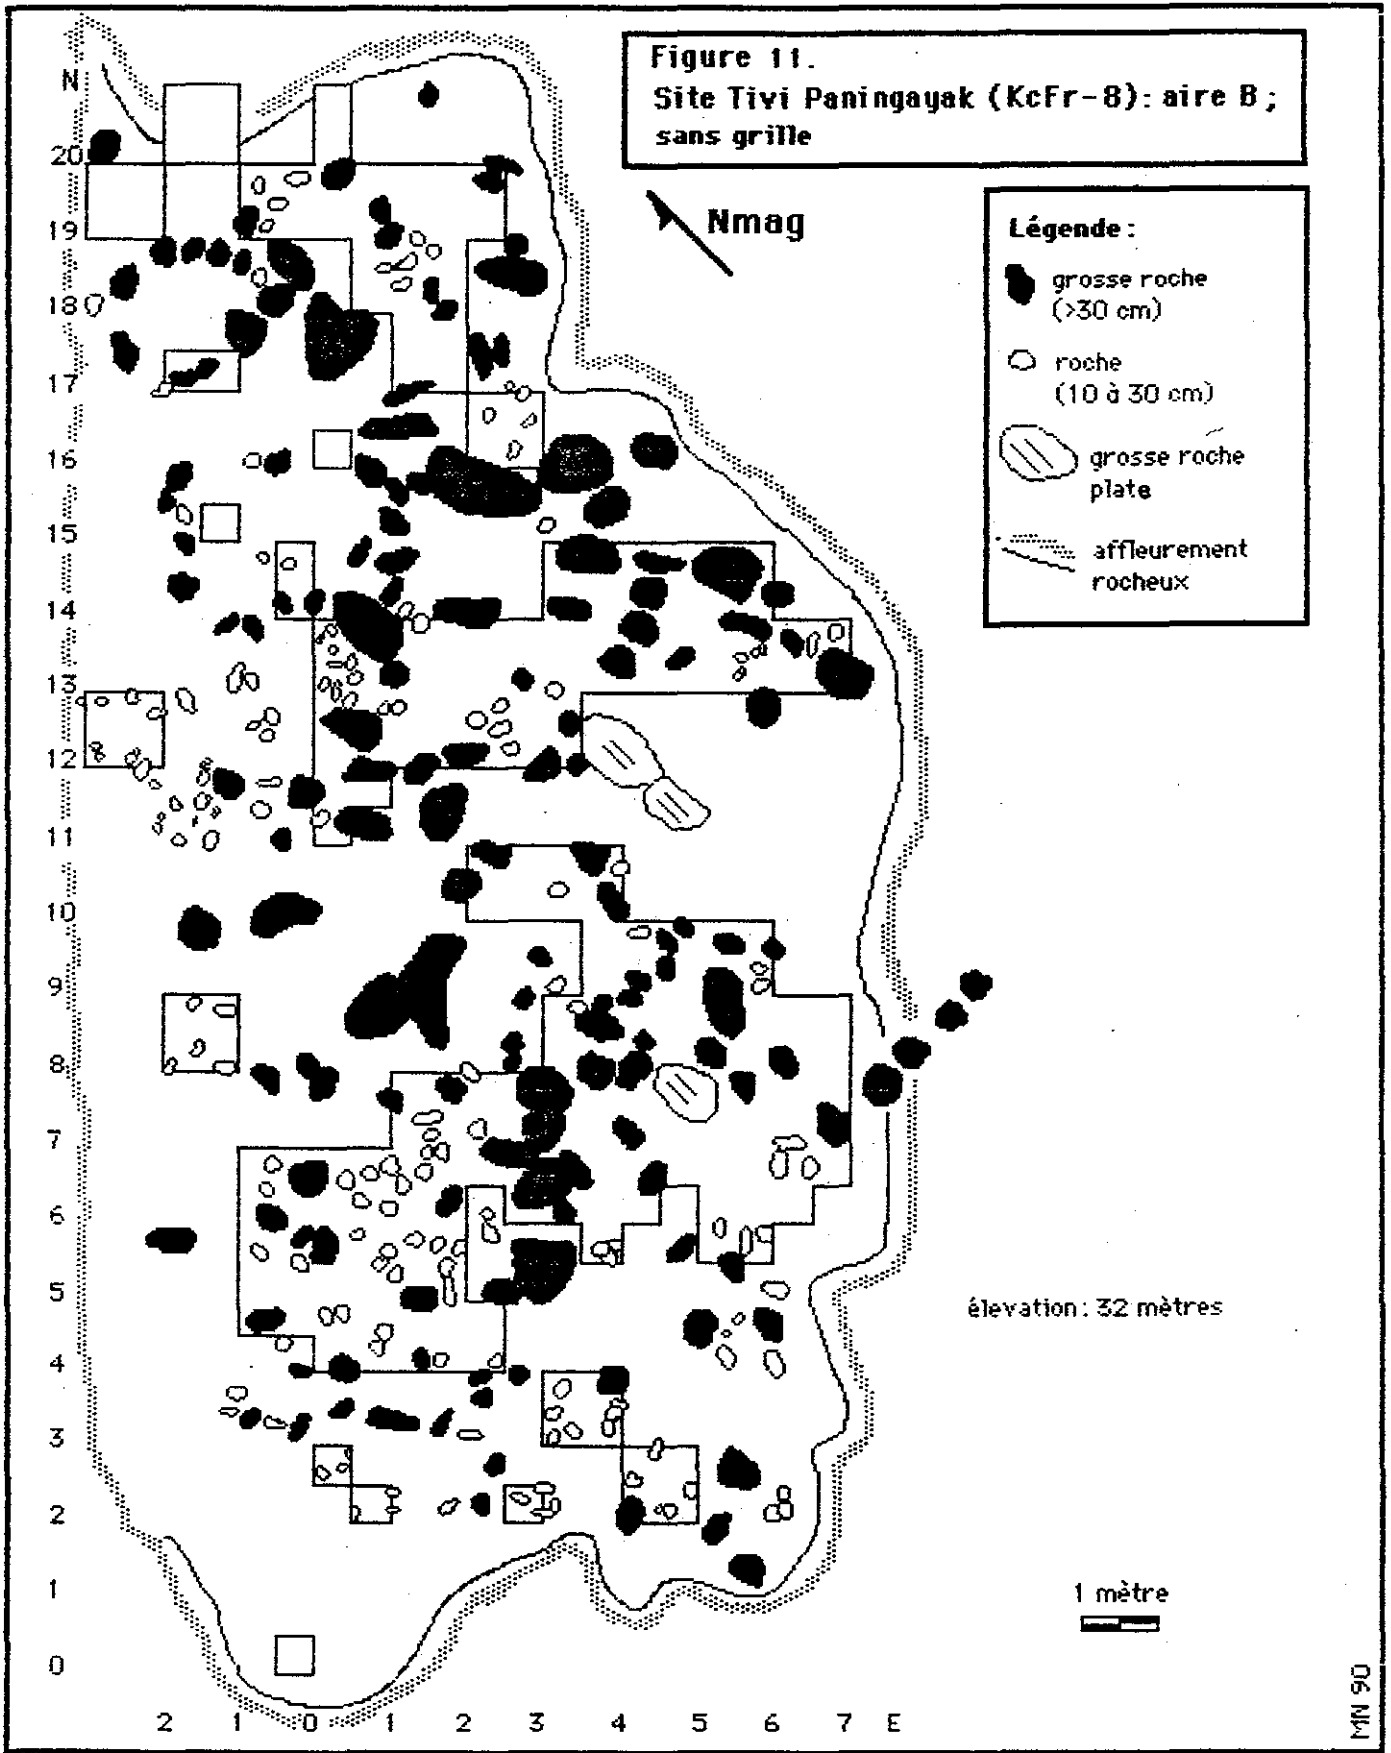 Figure 11.
Site Tivi Paningayak (KcFr-8): aire B;
sans grille
Nmag
Légende:
grosse roche
(>30 cm)
roche
(10 à 30 cm)
grosse roche
plate
affleurement
rocheux
N
20
19
18
17
16
15
14
13
12
11
10
9
8
7
6
5
4
3
2
1
0
élevation: 32 mètres
1 mètre
2 1 0 1 2 3 4 5 6 7 E
MN 90